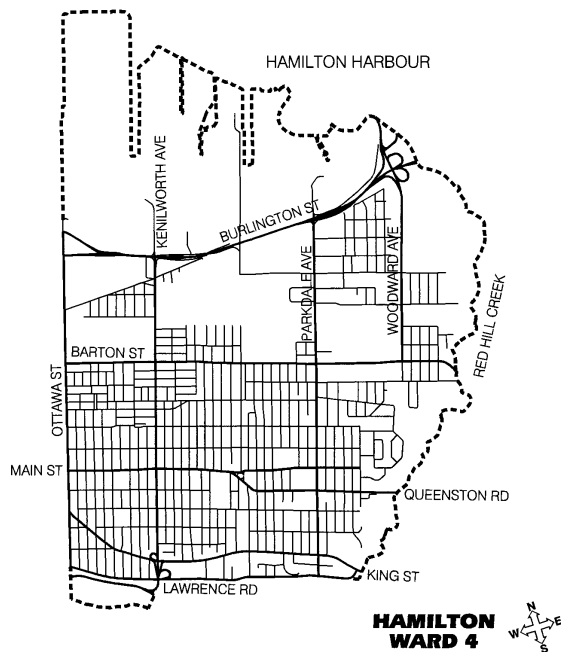 HAMILTON HARBOUR
KENILWORTH AVE
BURLINGTON ST
PARKDALE AVE
WOODWARD AVE
RED HILL CREEK
BARTON ST
OTTAWA ST
MAIN ST
QUEENSTON RD
KING ST
LAWRENCE RD
HAMILTON
WARD 4
N
W E
S